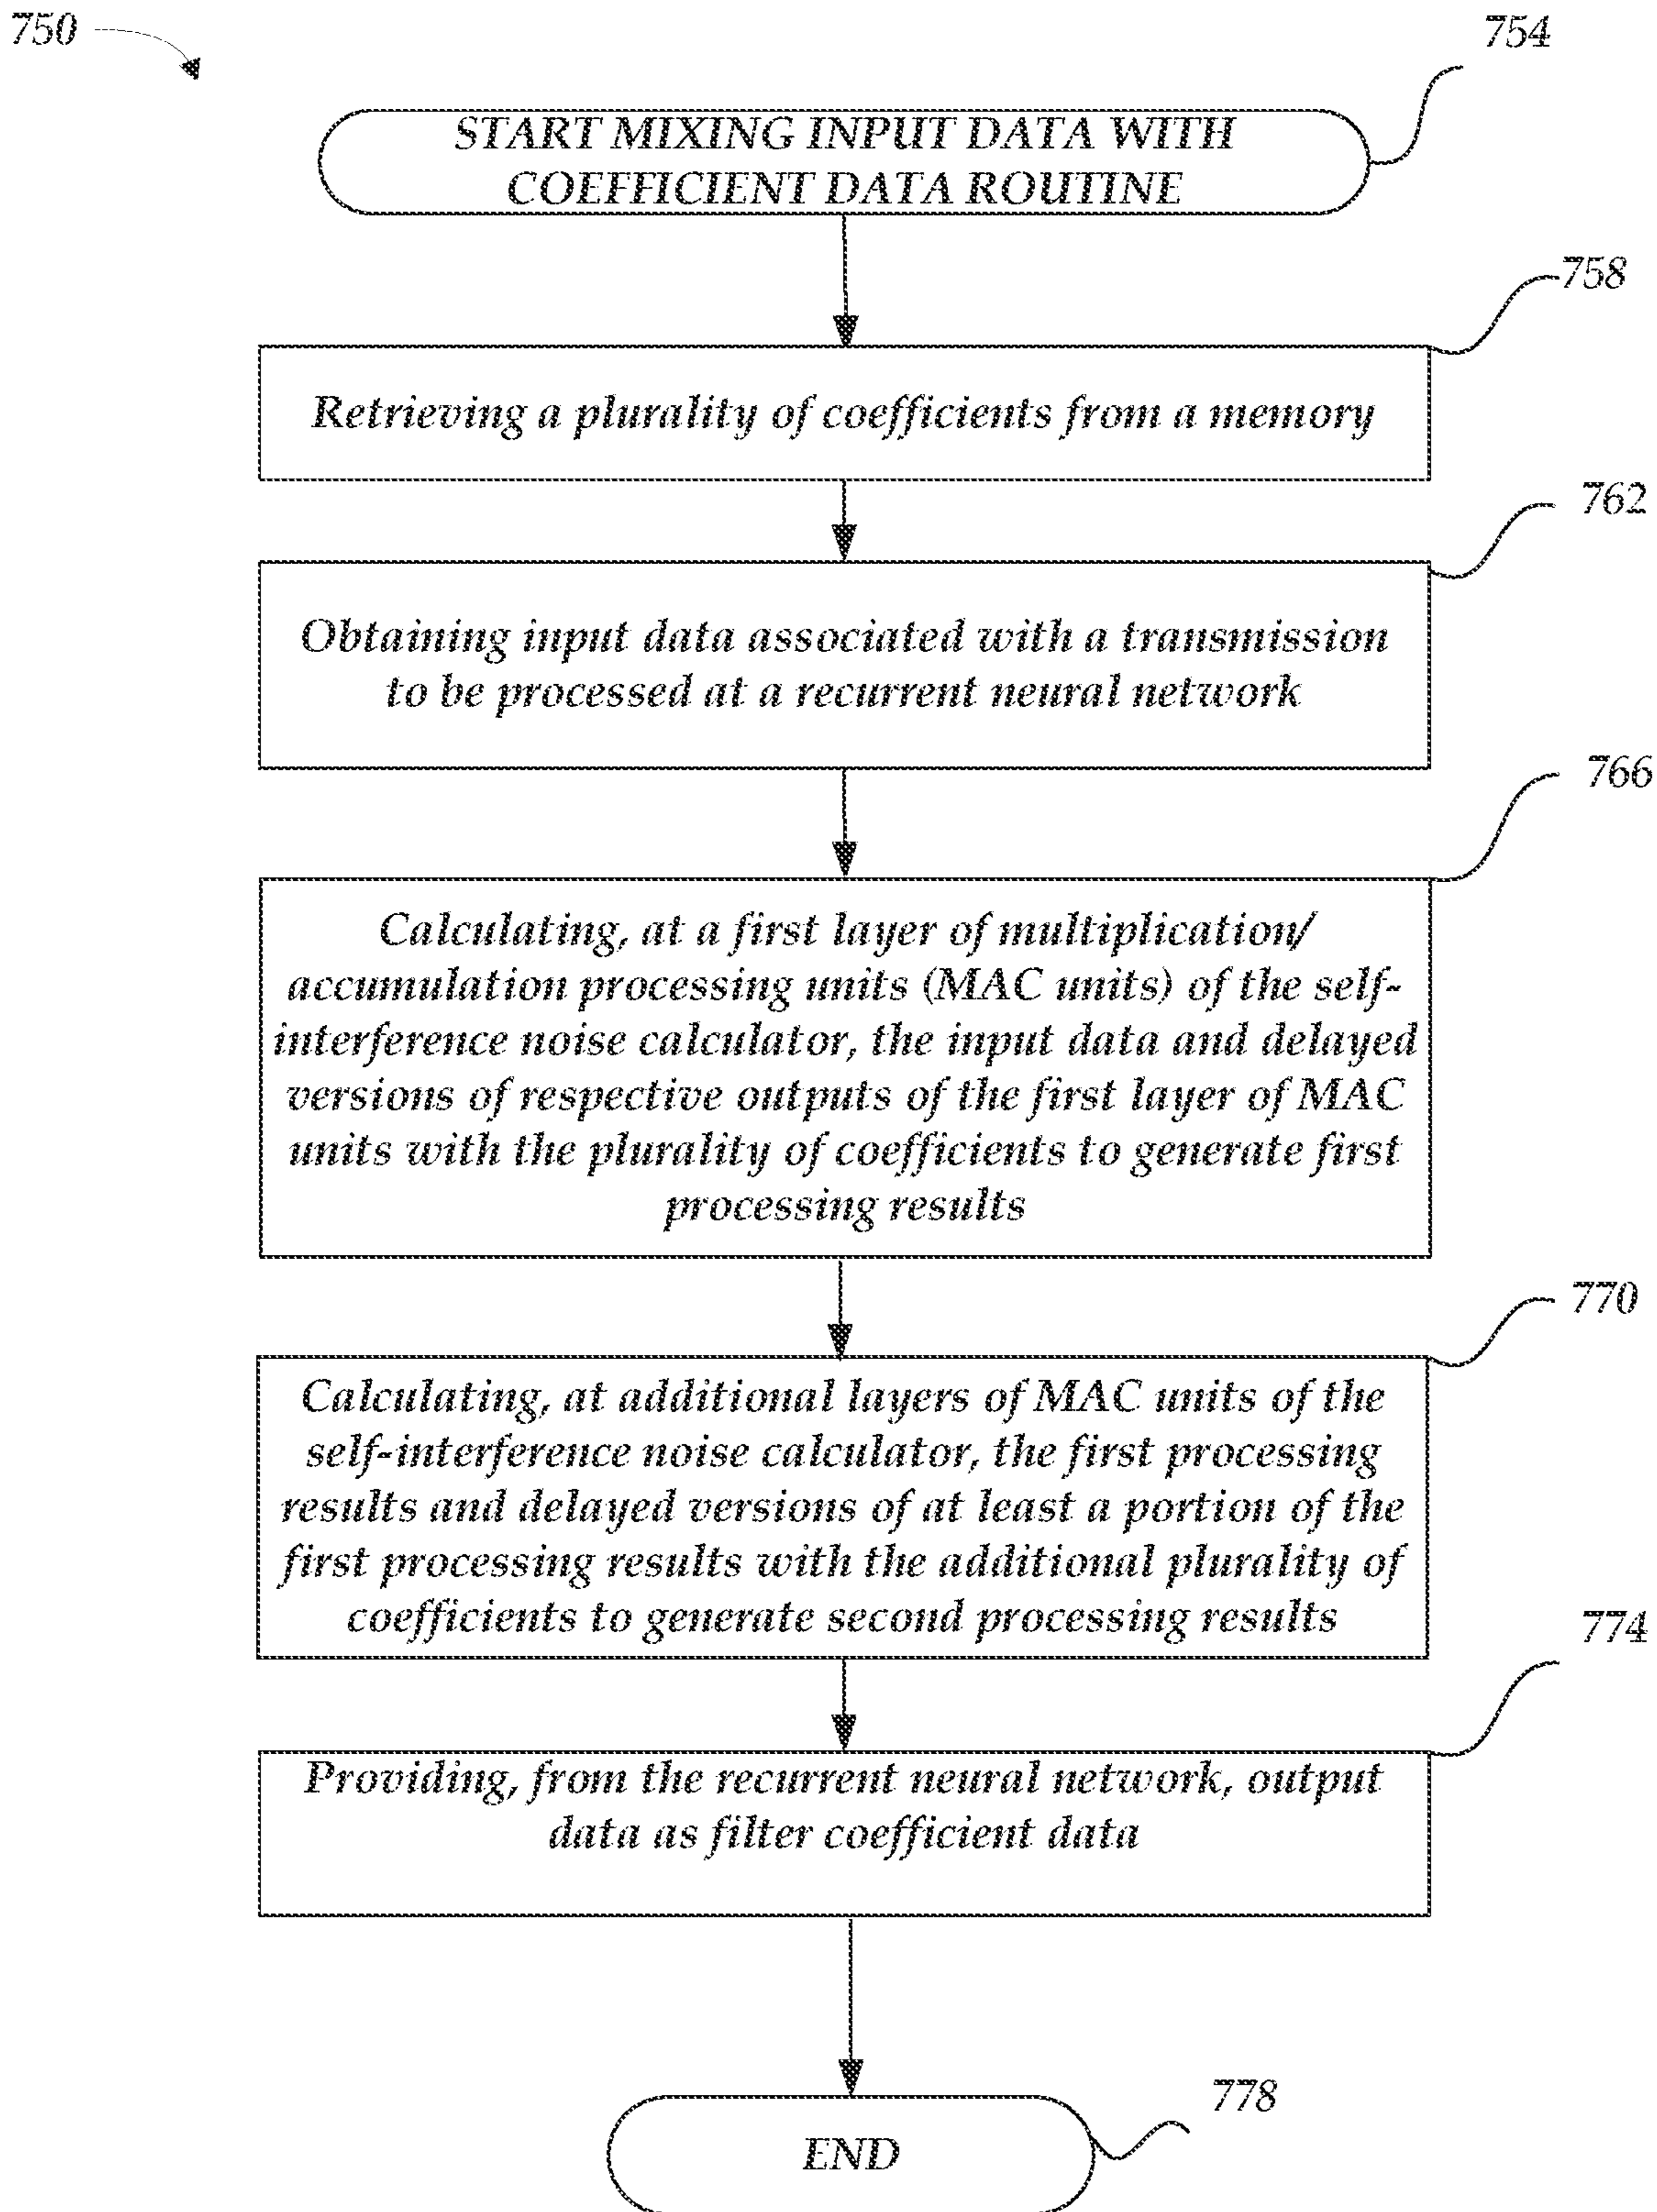 750
754
START MIXING INPUT DATA WITH
COEFFICIENT DATA ROUTINE
758
Retrieving a plurality of coefficients from a memory
762
Obtaining input data associated with a transmission
to be processed at a recurrent neural network
766
Calculating, at a first layer of multiplication/
accumulation processing units (MAC units) of the self-
interference noise calculator, the input data and delayed
versions of respective outputs of the first layer of MAC
units with the plurality of coefficients to generate first
processing results
770
Calculating, at additional layers of MAC units of the
self-interference noise calculator, the first processing
results and delayed versions of at least a portion of the
first processing results with the additional plurality of
coefficients to generate second processing results
774
Providing, from the recurrent neural network, output
data as filter coefficient data
778
END